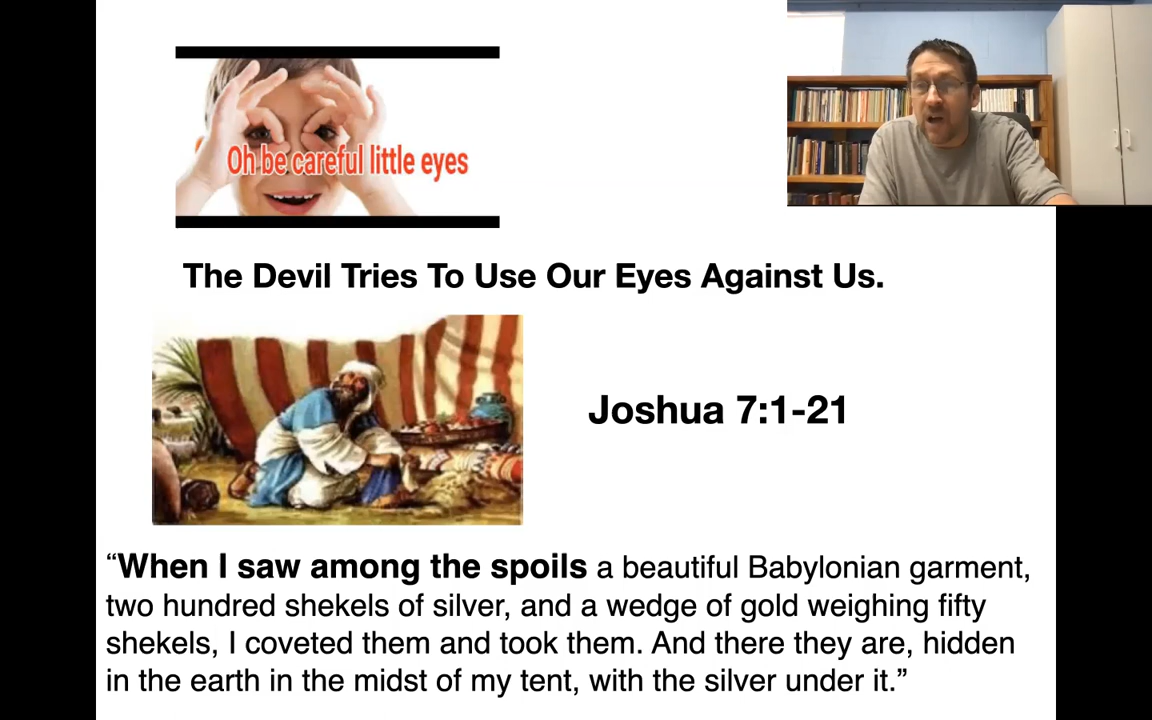 Oh be careful little eyes
The Devil Tries To Use Our Eyes Against Us.
Joshua 7:1-21
“When I saw among the spoils a beautiful Babylonian garment,
two hundred shekels of silver, and a wedge of gold weighing fifty
shekels, I coveted them and took them. And there they are, hidden
in the earth in the midst of my tent, with the silver under it.”